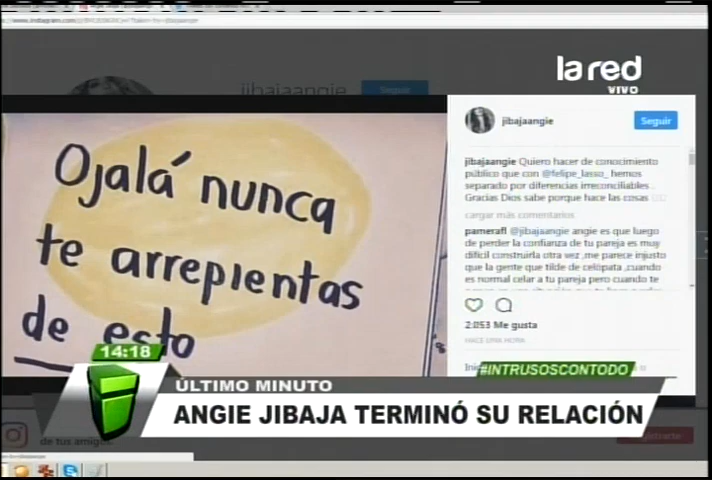 la red
VIVO
jibajaangie
Seguir
jibajaangie
Seguir
jibajaangie Quiero hacer de conocimiento
público que con @felipe_lasso_ hemos
separado por diferencias irreconciliables .
Gracias Dios sabe porque hace las cosas
cargar más comentarios
pamerafl @jibajaangie angie es que luego
de perder la confianza de tu pareja es muy
difícil construirla otra vez ,me parece injusto
que la gente que tilde de celópata ,cuando
es normal celar a tu pareja pero cuando te
2.053 Me gusta
HACE UNA HORA
Ojalá nunca
te arrepientas
de esto
14:18
#INTRUSOSCONTODO
ÚLTIMO MINUTO
ANGIE JIBAJA TERMINÓ SU RELACIÓN
de tus amigos.